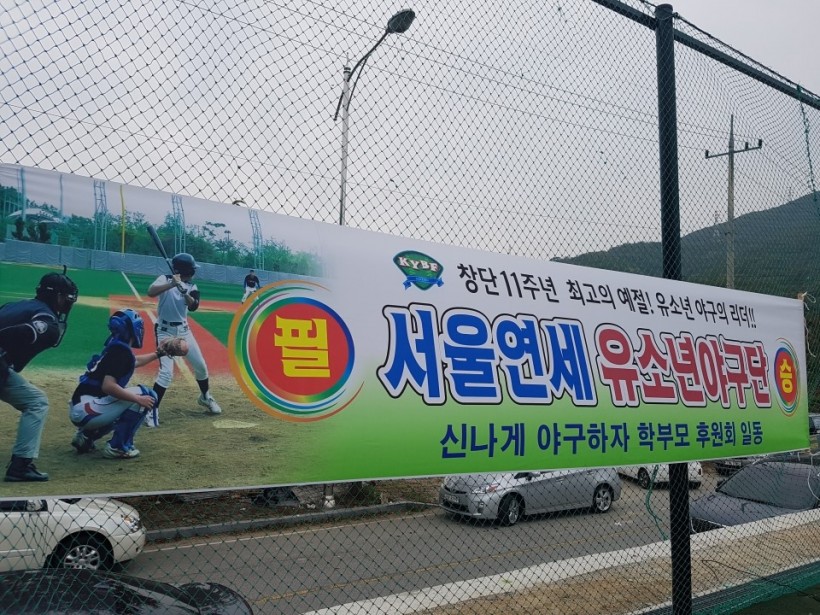 KYBF
창단11주년 최고의 예절! 유소년 야구의 리더!!
필 서울연세 유소년야구단 승
신나게 야구하자 학부모 후원회 일동